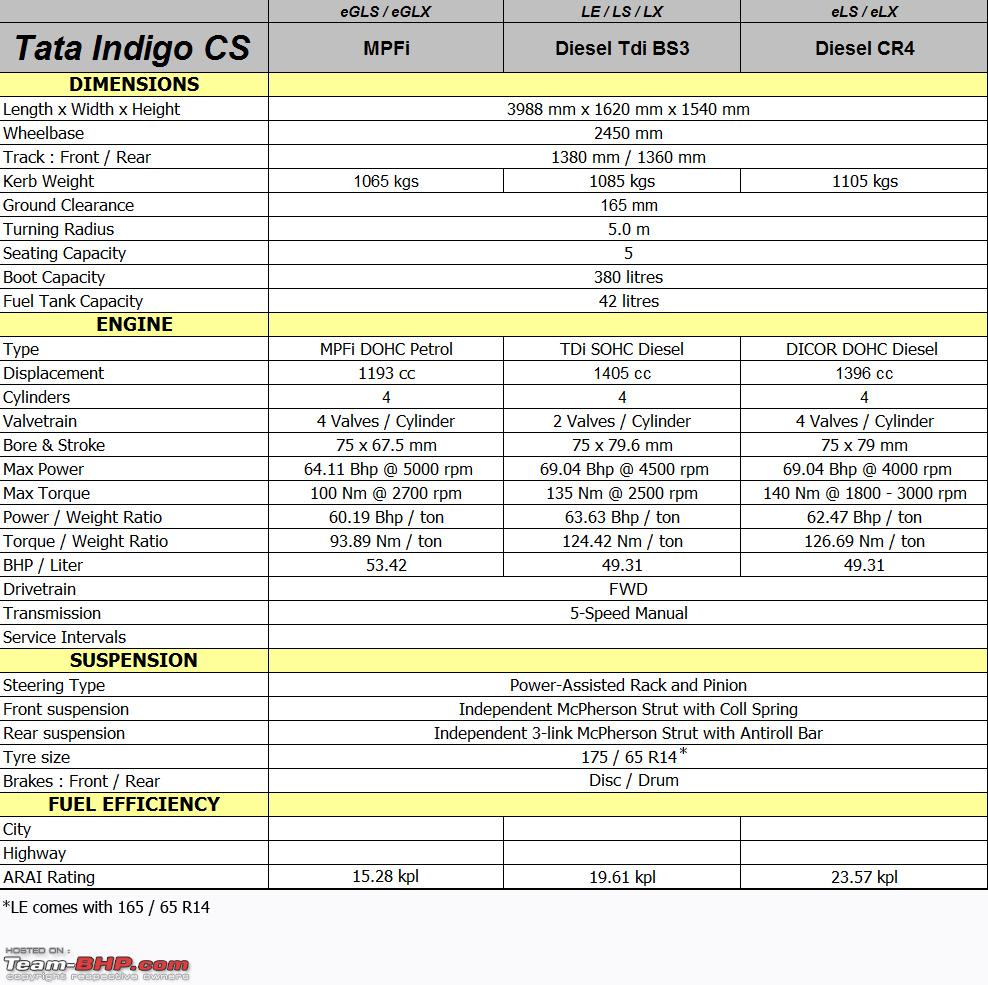 eGLS / eGLX LE / LS / LX eLS / eLX
Tata Indigo CS MPFi Diesel Tdi BS3 Diesel CR4
DIMENSIONS
Length x Width x Height 3988 mm x 1620 mm x 1540 mm
Wheelbase 2450 mm
Track : Front / Rear 1380 mm / 1360 mm
Kerb Weight 1065 kgs 1085 kgs 1105 kgs
Ground Clearance 165 mm
Turning Radius 5.0 m
Seating Capacity 5
Boot Capacity 380 litres
Fuel Tank Capacity 42 litres
ENGINE
Type MPFi DOHC Petrol TDi SOHC Diesel DICOR DOHC Diesel
Displacement 1193 cc 1405 cc 1396 cc
Cylinders 4 4 4
Valvetrain 4 Valves / Cylinder 2 Valves / Cylinder 4 Valves / Cylinder
Bore & Stroke 75 x 67.5 mm 75 x 79.6 mm 75 x 79 mm
Max Power 64.11 Bhp @ 5000 rpm 69.04 Bhp @ 4500 rpm 69.04 Bhp @ 4000 rpm
Max Torque 100 Nm @ 2700 rpm 135 Nm @ 2500 rpm 140 Nm @ 1800 - 3000 rpm
Power / Weight Ratio 60.19 Bhp / ton 63.63 Bhp / ton 62.47 Bhp / ton
Torque / Weight Ratio 93.89 Nm / ton 124.42 Nm / ton 126.69 Nm / ton
BHP / Liter 53.42 49.31 49.31
Drivetrain FWD
Transmission 5-Speed Manual
Service Intervals
SUSPENSION
Steering Type Power-Assisted Rack and Pinion
Front suspension Independent McPherson Strut with Coll Spring
Rear suspension Independent 3-link McPherson Strut with Antiroll Bar
Tyre size 175 / 65 R14*
Brakes : Front / Rear Disc / Drum
FUEL EFFICIENCY
City
Highway
ARAI Rating 15.28 kpl 19.61 kpl 23.57 kpl
*LE comes with 165 / 65 R14
HOSTED ON :
Team-BHP.com
copyright respective owners